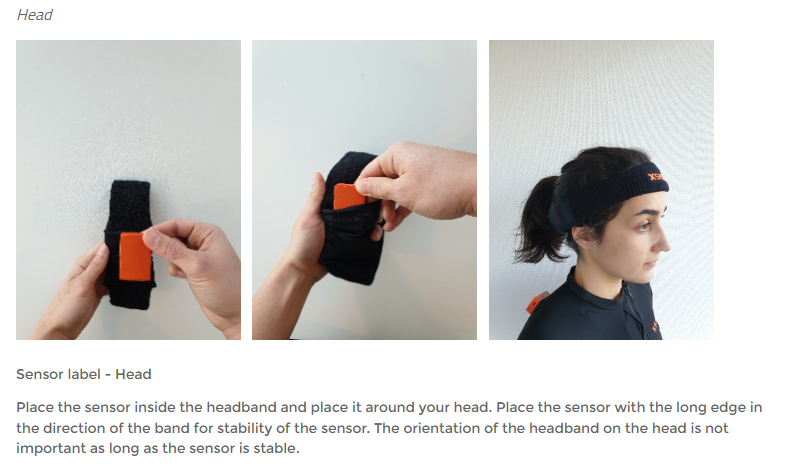 Head
XSE
Sensor label - Head
Place the sensor inside the headband and place it around your head. Place the sensor with the long edge in
the direction of the band for stability of the sensor. The orientation of the headband on the head is not
important as long as the sensor is stable.